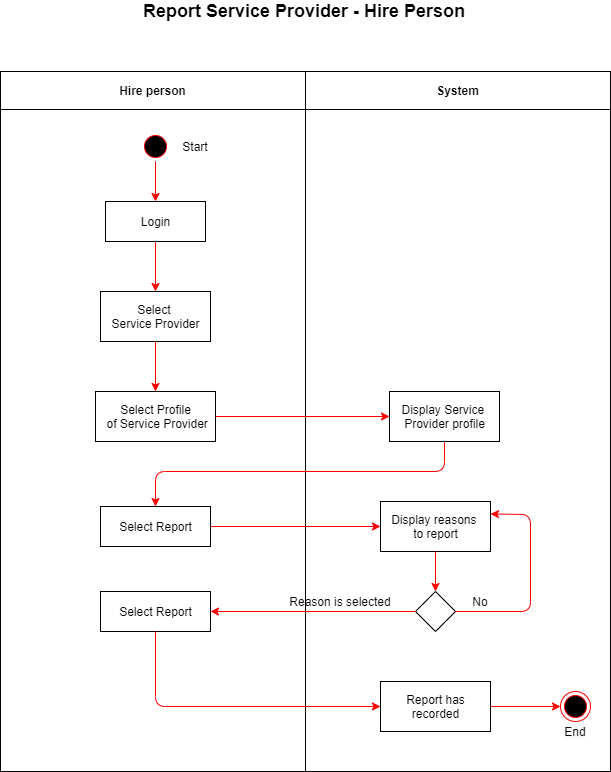 Report Service Provider - Hire Person
Hire person
System
Start
Login
Select
Service Provider
Select Profile
of Service Provider
Display Service
Provider profile
Select Report
Display reasons
to report
Select Report
Reason is selected
No
Report has
recorded
End